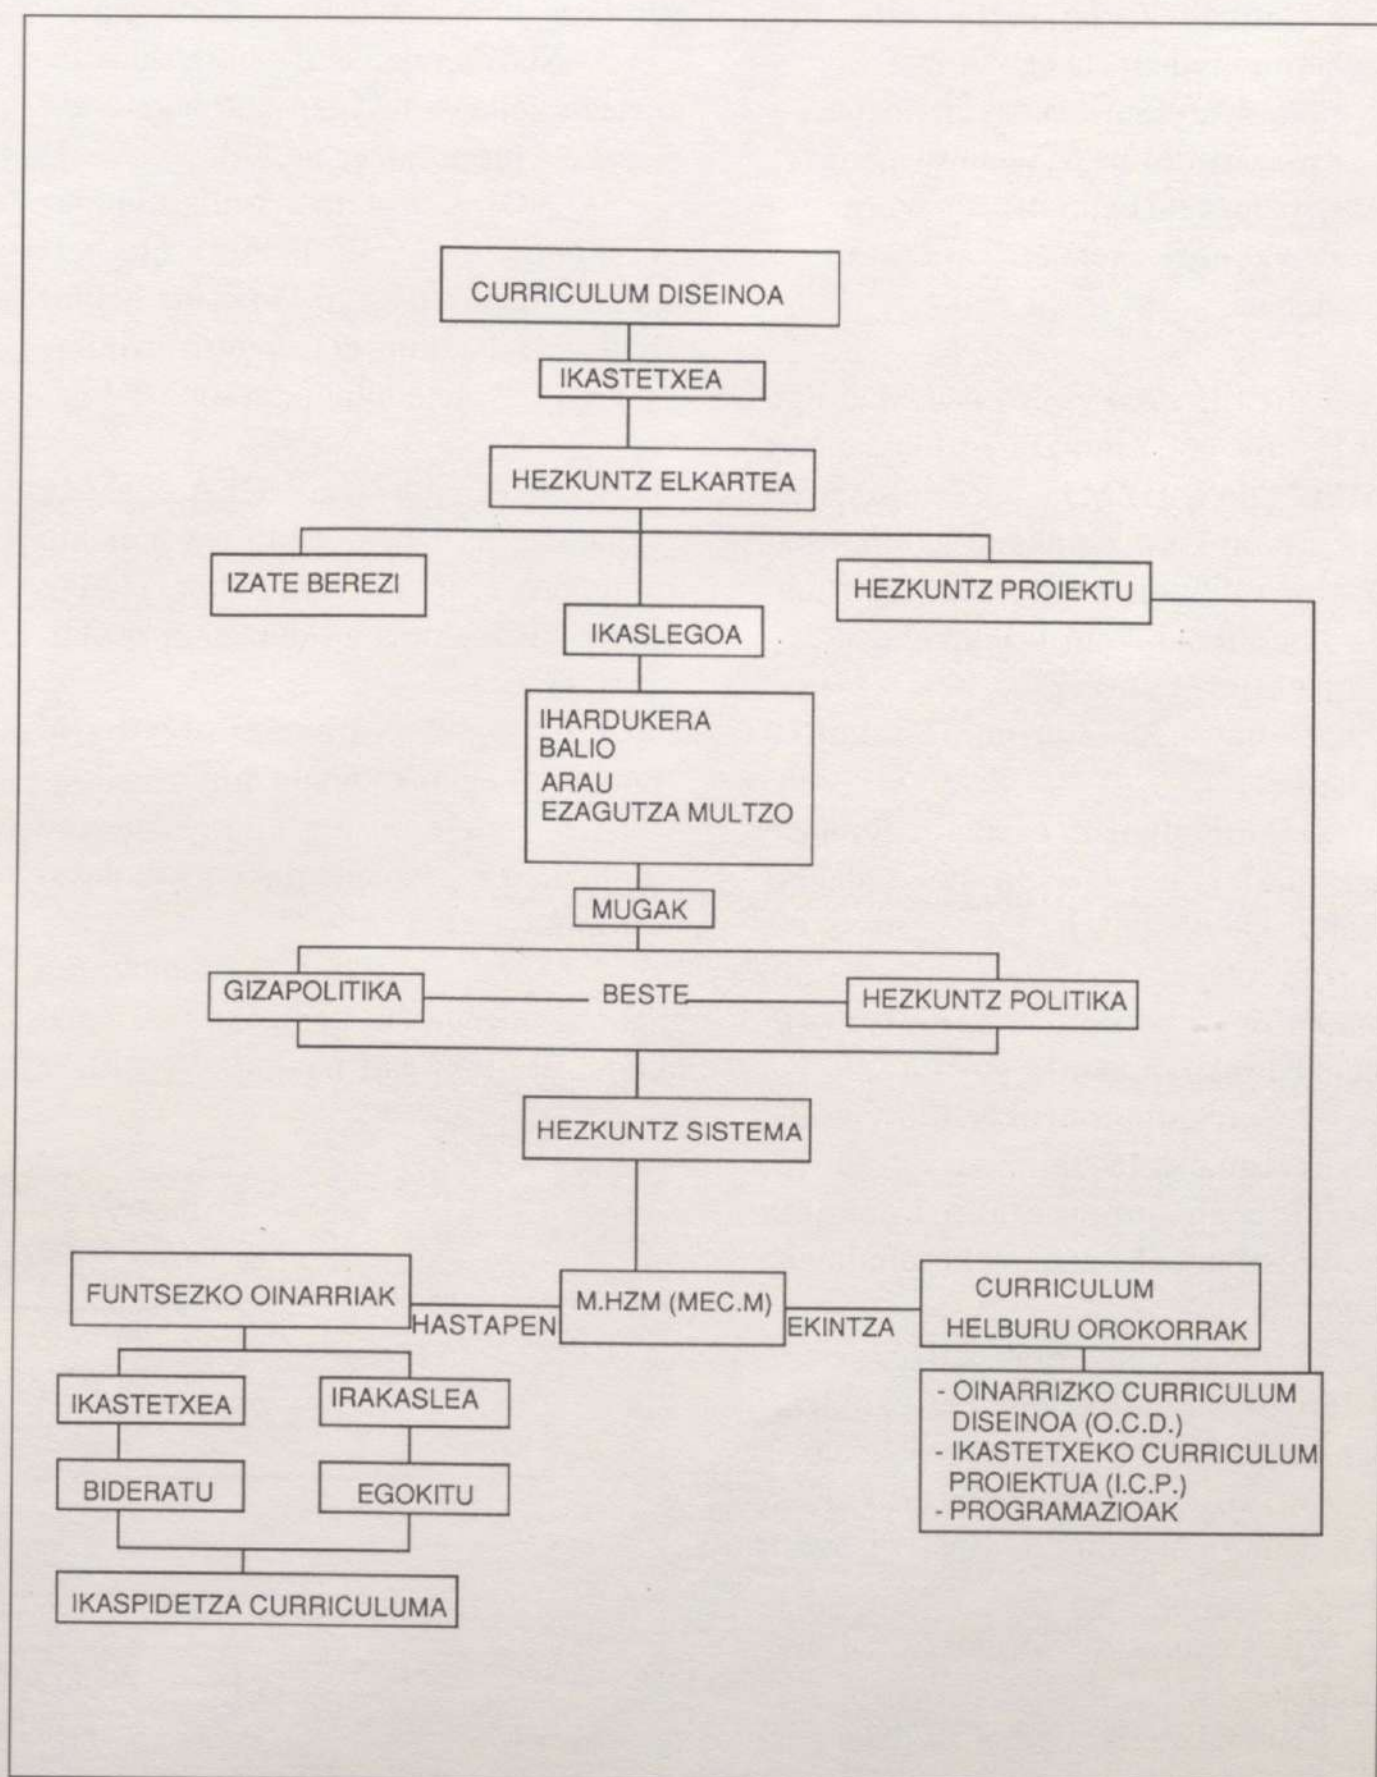 CURRICULUM DISEINOA
IKASTETXEA
HEZKUNTZ ELKARTEA
IZATE BEREZI
HEZKUNTZ PROIEKTU
IKASLEGOA
IHARDUKERA
BALIO
ARAU
EZAGUTZA MULTZO
MUGAK
GIZAPOLITIKA
BESTE
HEZKUNTZ POLITIKA
HEZKUNTZ SISTEMA
FUNTSEZKO OINARRIAK
HASTAPEN
M.HZM (MEC.M)
EKINTZA
CURRICULUM
HELBURU OROKORRAK
IKASTETXEA
IRAKASLEA
BIDERATU
EGOKITU
IKASPIDETZA CURRICULUMA
- OINARRIZKO CURRICULUM
DISEINOA (O.C.D.)
- IKASTETXEKO CURRICULUM
PROIEKTUA (I.C.P.)
- PROGRAMAZIOAK